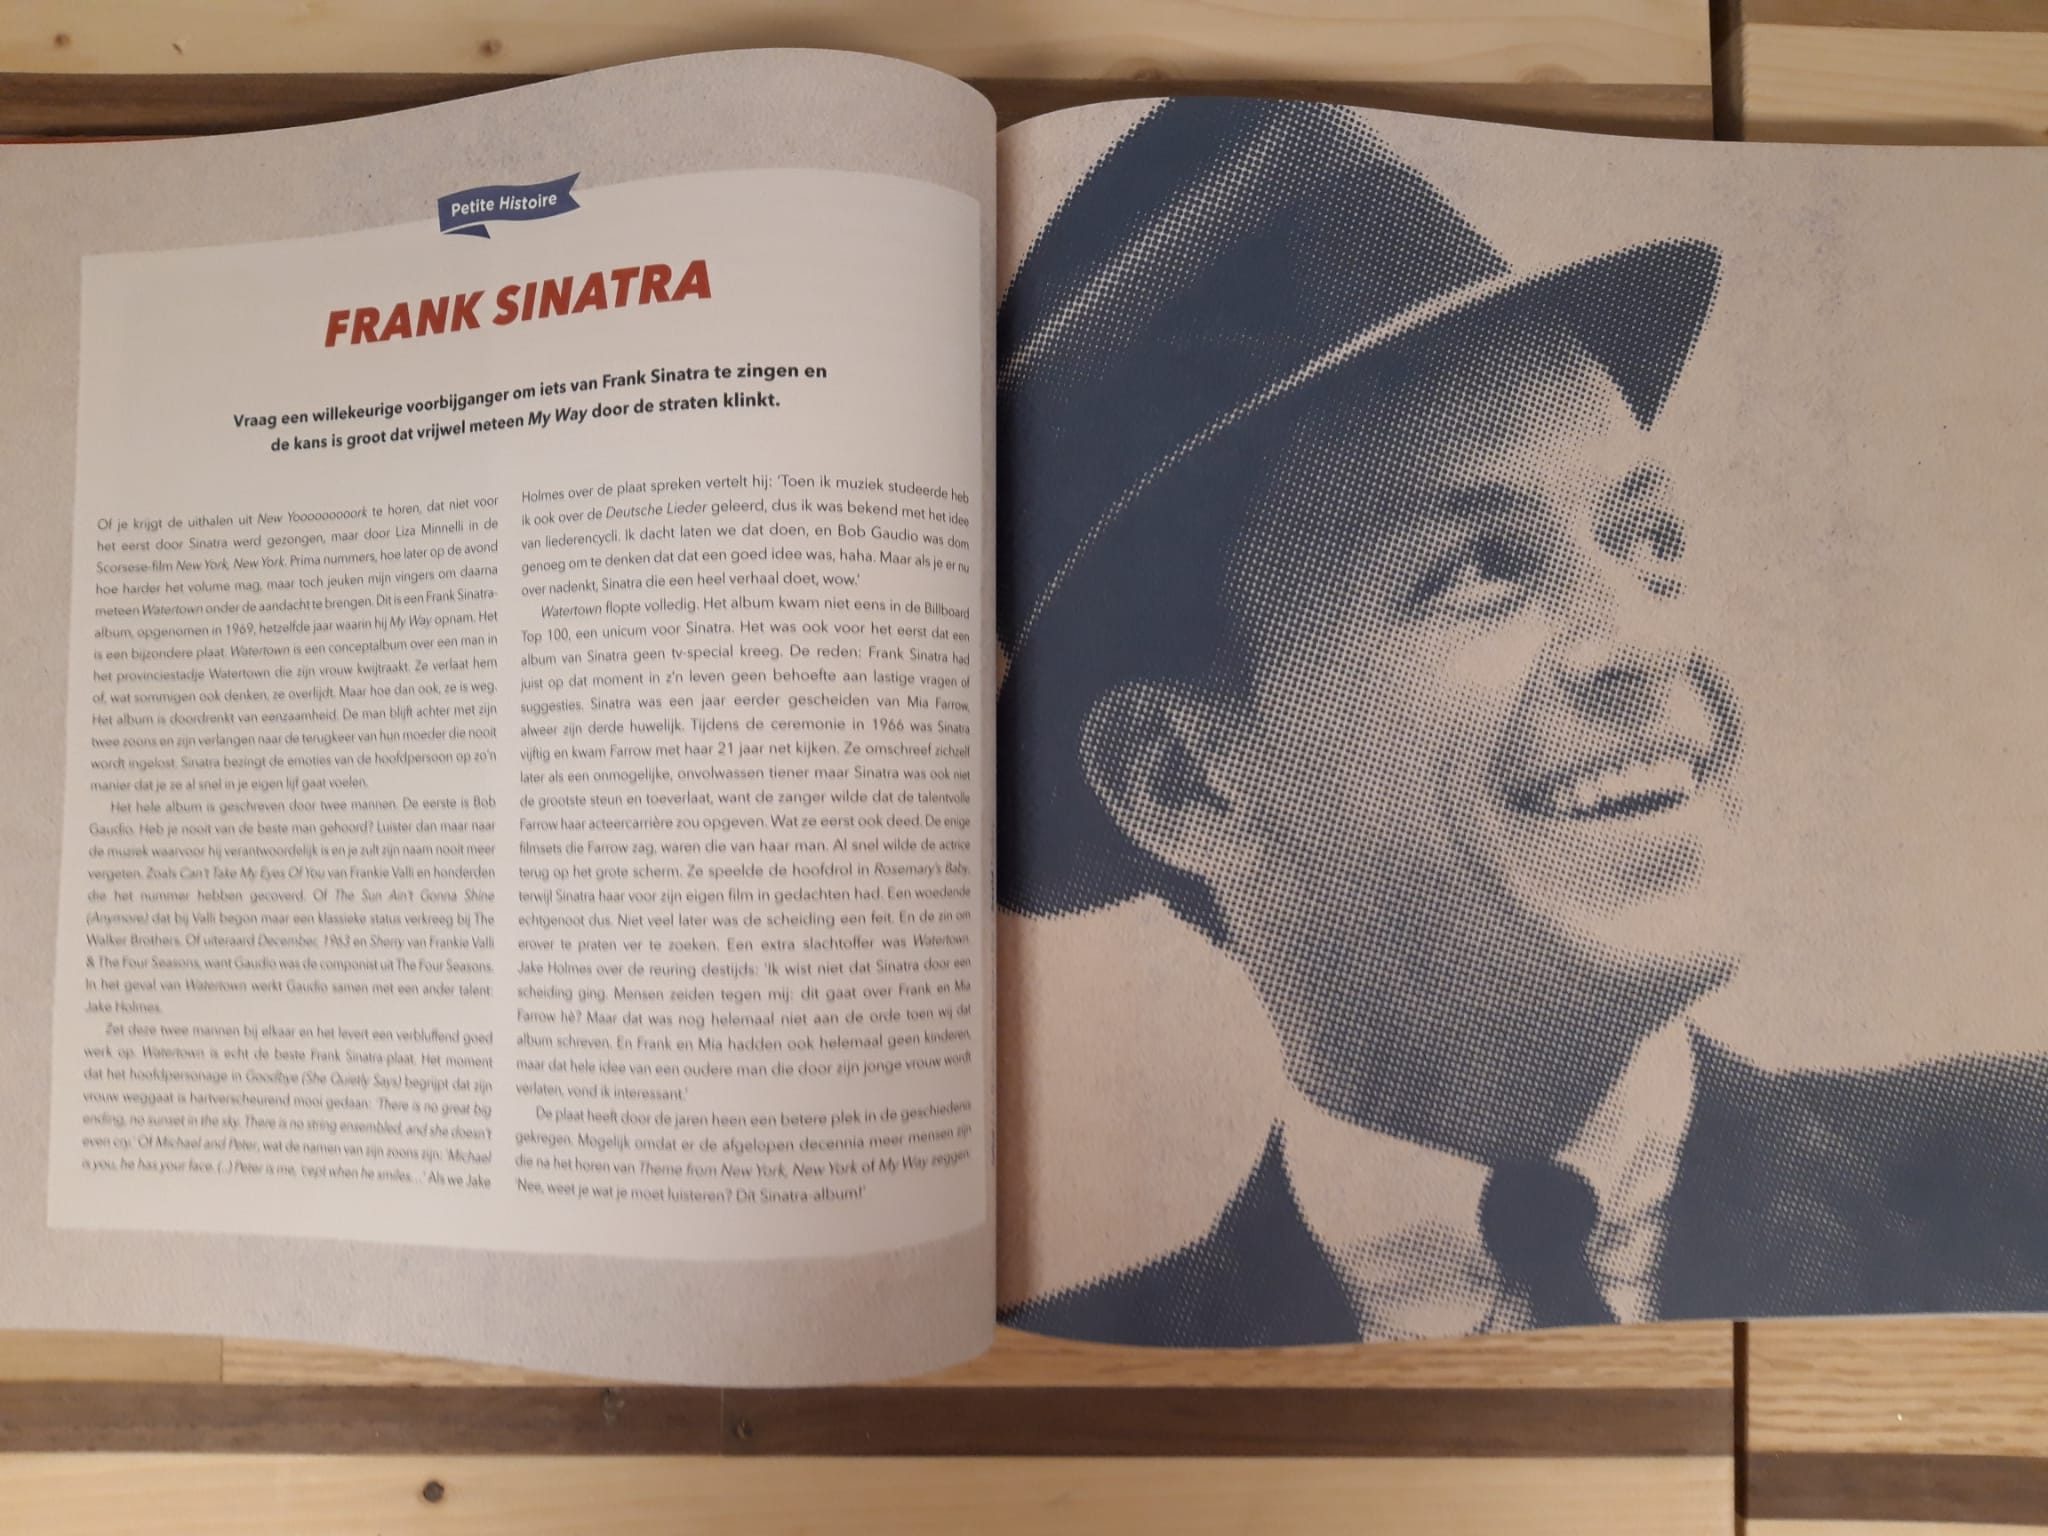 Petite Histoire
FRANK SINATRA
Vraag een willekeurige voorbijganger om iets van Frank Sinatra te zingen en
de kans is groot dat vrijwel meteen My Way door de straten klinkt.
Of je krijgt de uithalen uit New Yooooooooork te horen, dat niet voor
het eerst door Sinatra werd gezongen, maar door Liza Minnelli in de
Scorsese-film New York, New York. Prima nummers, hoe later op de avond
hoe harder het volume mag, maar toch jeuken mijn vingers om daarna
meteen Watertown onder de aandacht te brengen. Dit is een Frank Sinatra-
album, opgenomen in 1969, hetzelfde jaar waarin hij My Way opnam. Het
is een bijzondere plaat. Watertown is een conceptalbum over een man in
het provinciestadje Watertown die zijn vrouw kwijtraakt. Ze verlaat hem
of, wat sommigen ook denken, ze overlijdt. Maar hoe dan ook, ze is weg.
Het album is doordrenkt van eenzaamheid. De man blijft achter met zijn
twee zoons en zijn verlangen naar de terugkeer van hun moeder die nooit
wordt ingelost. Sinatra bezingt de emoties van de hoofdpersoon op zo'n
manier dat je ze al snel in je eigen lijf gaat voelen.
Het hele album is geschreven door twee mannen. De eerste is Bob
Gaudio. Heb je nooit van de beste man gehoord? Luister dan maar naar
de muziek waarvoor hij verantwoordelijk is en je zult zijn naam nooit meer
vergeten. Zoals Can't Take My Eyes Of You van Frankie Valli en honderden
die het nummer hebben gecoverd. Of The Sun Ain't Gonna Shine
(Anymore) dat bij Valli begon maar een klassieke status verkreeg bij The
Walker Brothers. Of uiteraard December, 1963 en Sherry van Frankie Valli
& The Four Seasons, want Gaudio was de componist uit The Four Seasons.
In het geval van Watertown werkt Gaudio samen met een ander talent:
Jake Holmes.
Zet deze twee mannen bij elkaar en het levert een verbluffend goed
werk op. Watertown is echt de beste Frank Sinatra-plaat. Het moment
dat het hoofdpersonage in Goodbye (She Quietly Says) begrijpt dat zijn
vrouw weggaat is hartverscheurend mooi gedaan: 'There is no great big
ending, no sunset in the sky. There is no string ensembled, and she doesn't
even cry.' Of Michael and Peter, wat de namen van zijn zoons zijn: 'Michael
is you, he has your face. (..) Peter is me, 'cept when he smiles...' Als we Jake
Holmes over de plaat spreken vertelt hij: 'Toen ik muziek studeerde heb
ik ook over de Deutsche Lieder geleerd, dus ik was bekend met het idee
van liederencycli. Ik dacht laten we dat doen, en Bob Gaudio was dom
genoeg om te denken dat dat een goed idee was, haha. Maar als je er nu
over nadenkt, Sinatra die een heel verhaal doet, wow.'
Watertown flopte volledig. Het album kwam niet eens in de Billboard
Top 100, een unicum voor Sinatra. Het was ook voor het eerst dat een
album van Sinatra geen tv-special kreeg. De reden: Frank Sinatra had
juist op dat moment in z'n leven geen behoefte aan lastige vragen of
suggesties. Sinatra was een jaar eerder gescheiden van Mia Farrow,
alweer zijn derde huwelijk. Tijdens de ceremonie in 1966 was Sinatra
vijftig en kwam Farrow met haar 21 jaar net kijken. Ze omschreef zichzelf
later als een onmogelijke, onvolwassen tiener maar Sinatra was ook niet
de grootste steun en toeverlaat, want de zanger wilde dat de talentvolle
Farrow haar acteercarrière zou opgeven. Wat ze eerst ook deed. De enige
filmsets die Farrow zag, waren die van haar man. Al snel wilde de actrice
terug op het grote scherm. Ze speelde de hoofdrol in Rosemary's Baby,
terwijl Sinatra haar voor zijn eigen film in gedachten had. Een woedende
echtgenoot dus. Niet veel later was de scheiding een feit. En de zin om
erover te praten ver te zoeken. Een extra slachtoffer was Watertown.
Jake Holmes over de reuring destijds: 'Ik wist niet dat Sinatra door een
scheiding ging. Mensen zeiden tegen mij: dit gaat over Frank en Mia
Farrow hè? Maar dat was nog helemaal niet aan de orde toen wij dat
album schreven. En Frank en Mia hadden ook helemaal geen kinderen,
maar dat hele idee van een oudere man die door zijn jonge vrouw wordt
verlaten, vond ik interessant.'
De plaat heeft door de jaren heen een betere plek in de geschiedenis
gekregen. Mogelijk omdat er de afgelopen decennia meer mensen zijn
die na het horen van Theme from New York, New York of My Way zeggen:
'Nee, weet je wat je moet luisteren? Dit Sinatra-album!'